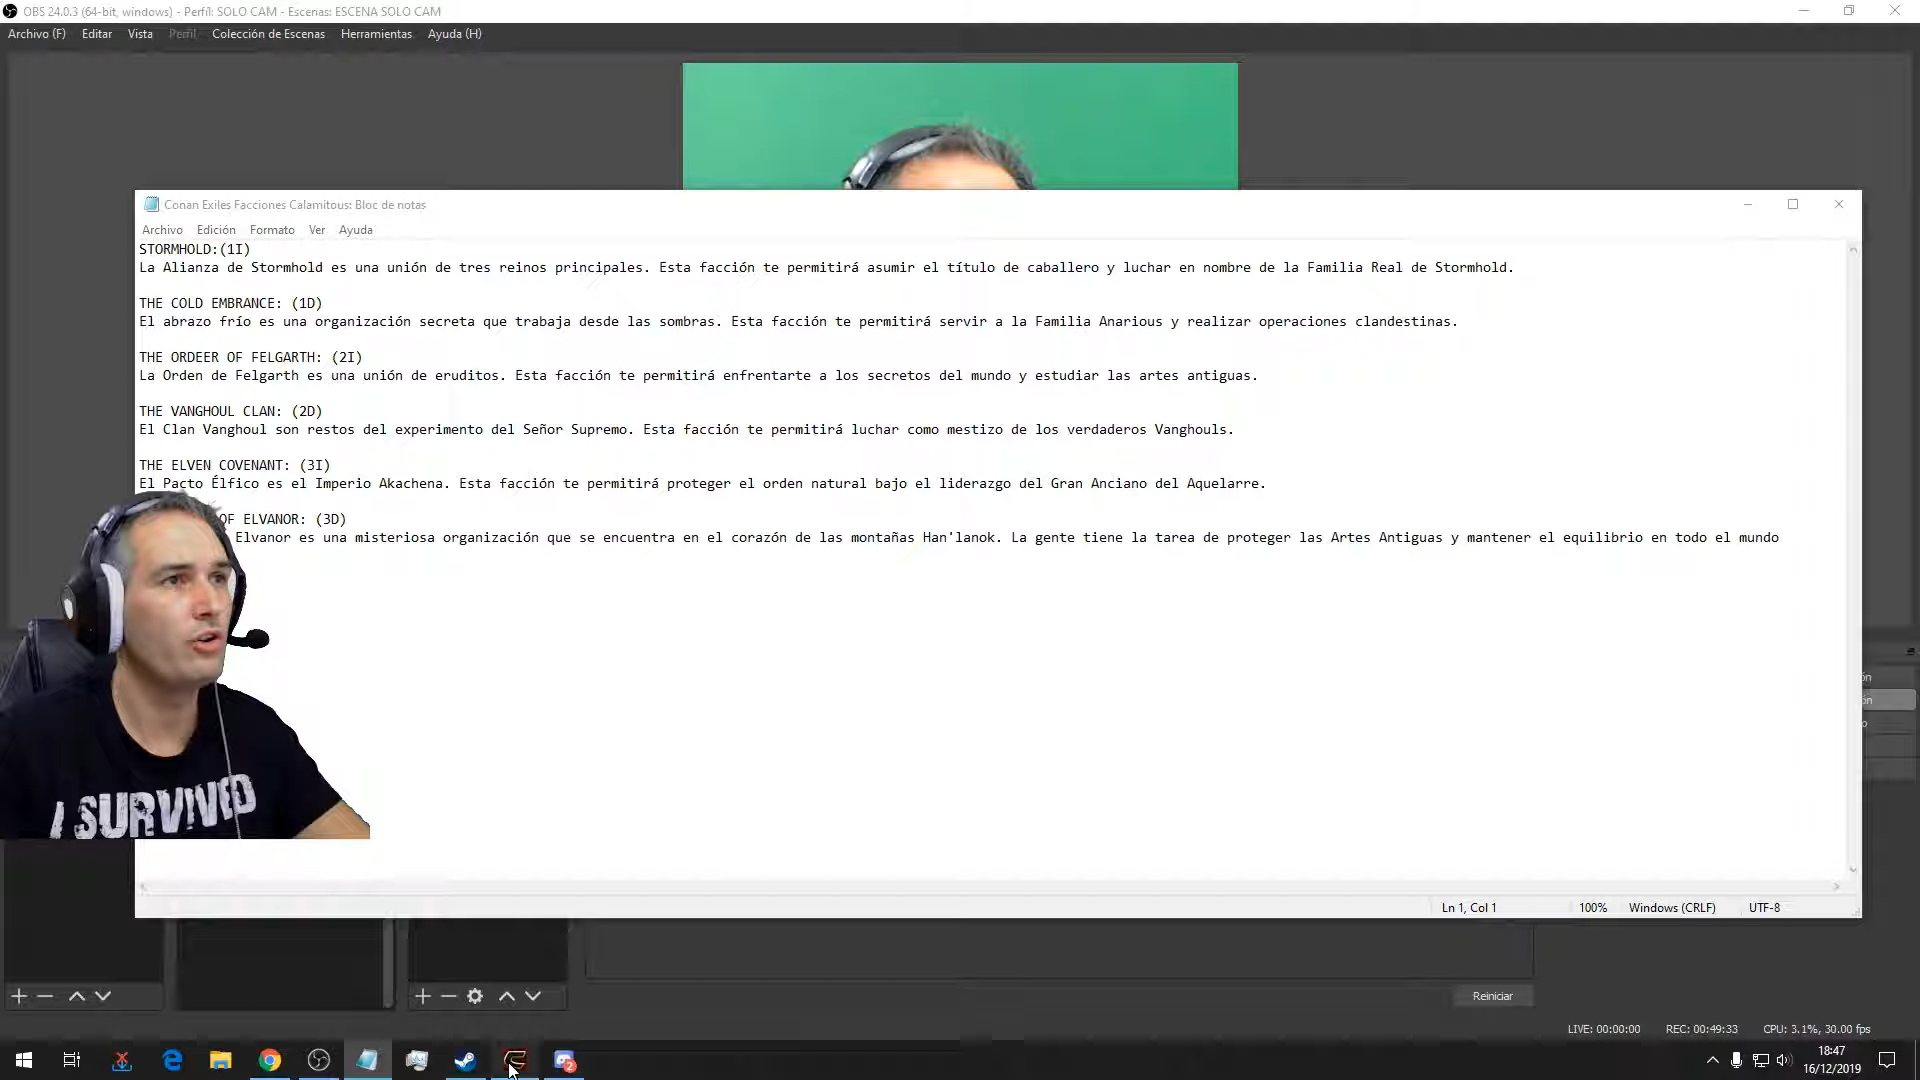 OBS 24.0.3 (64-bit, windows) - Perfil: SOLO CAM - Escenas: ESCENA SOLO CAM
Archivo (F) Editar Vista Perfil Colección de Escenas Herramientas Ayuda (H)
Conan Exiles Facciones Calamitous: Bloc de notas
Archivo Edición Formato Ver Ayuda
STORMHOLD:(1I)
La Alianza de Stormhold es una unión de tres reinos principales. Esta facción te permitirá asumir el título de caballero y luchar en nombre de la Familia Real de Stormhold.
THE COLD EMBRANCE: (1D)
El abrazo frío es una organización secreta que trabaja desde las sombras. Esta facción te permitirá servir a la Familia Anarious y realizar operaciones clandestinas.
THE ORDEER OF FELGARTH: (2I)
La Orden de Felgarth es una unión de eruditos. Esta facción te permitirá enfrentarte a los secretos del mundo y estudiar las artes antiguas.
THE VANGHOUL CLAN: (2D)
El Clan Vanghoul son restos del experimento del Señor Supremo. Esta facción te permitirá luchar como mestizo de los verdaderos Vanghouls.
THE ELVEN COVENANT: (3I)
El Pacto Élfico es el Imperio Akachena. Esta facción te permitirá proteger el orden natural bajo el liderazgo del Gran Anciano del Aquelarre.
OF ELVANOR: (3D)
Elvanor es una misteriosa organización que se encuentra en el corazón de las montañas Han'lanok. La gente tiene la tarea de proteger las Artes Antiguas y mantener el equilibrio en todo el mundo
ón
ón
o
I SURVIVED
Ln 1, Col 1 100% Windows (CRLF) UTF-8
Reiniciar
LIVE: 00:00:00 REC: 00:49:33 CPU: 3.1%, 30.00 fps
2
18:47
16/12/2019